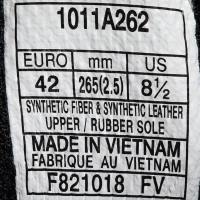 1011A262
EURO mm US
42 265(2.5) 8½
SYNTHETIC FIBER & SYNTHETIC LEATHER
UPPER / RUBBER SOLE
MADE IN VIETNAM
FABRIQUE AU VIETNAM
F821018 FV